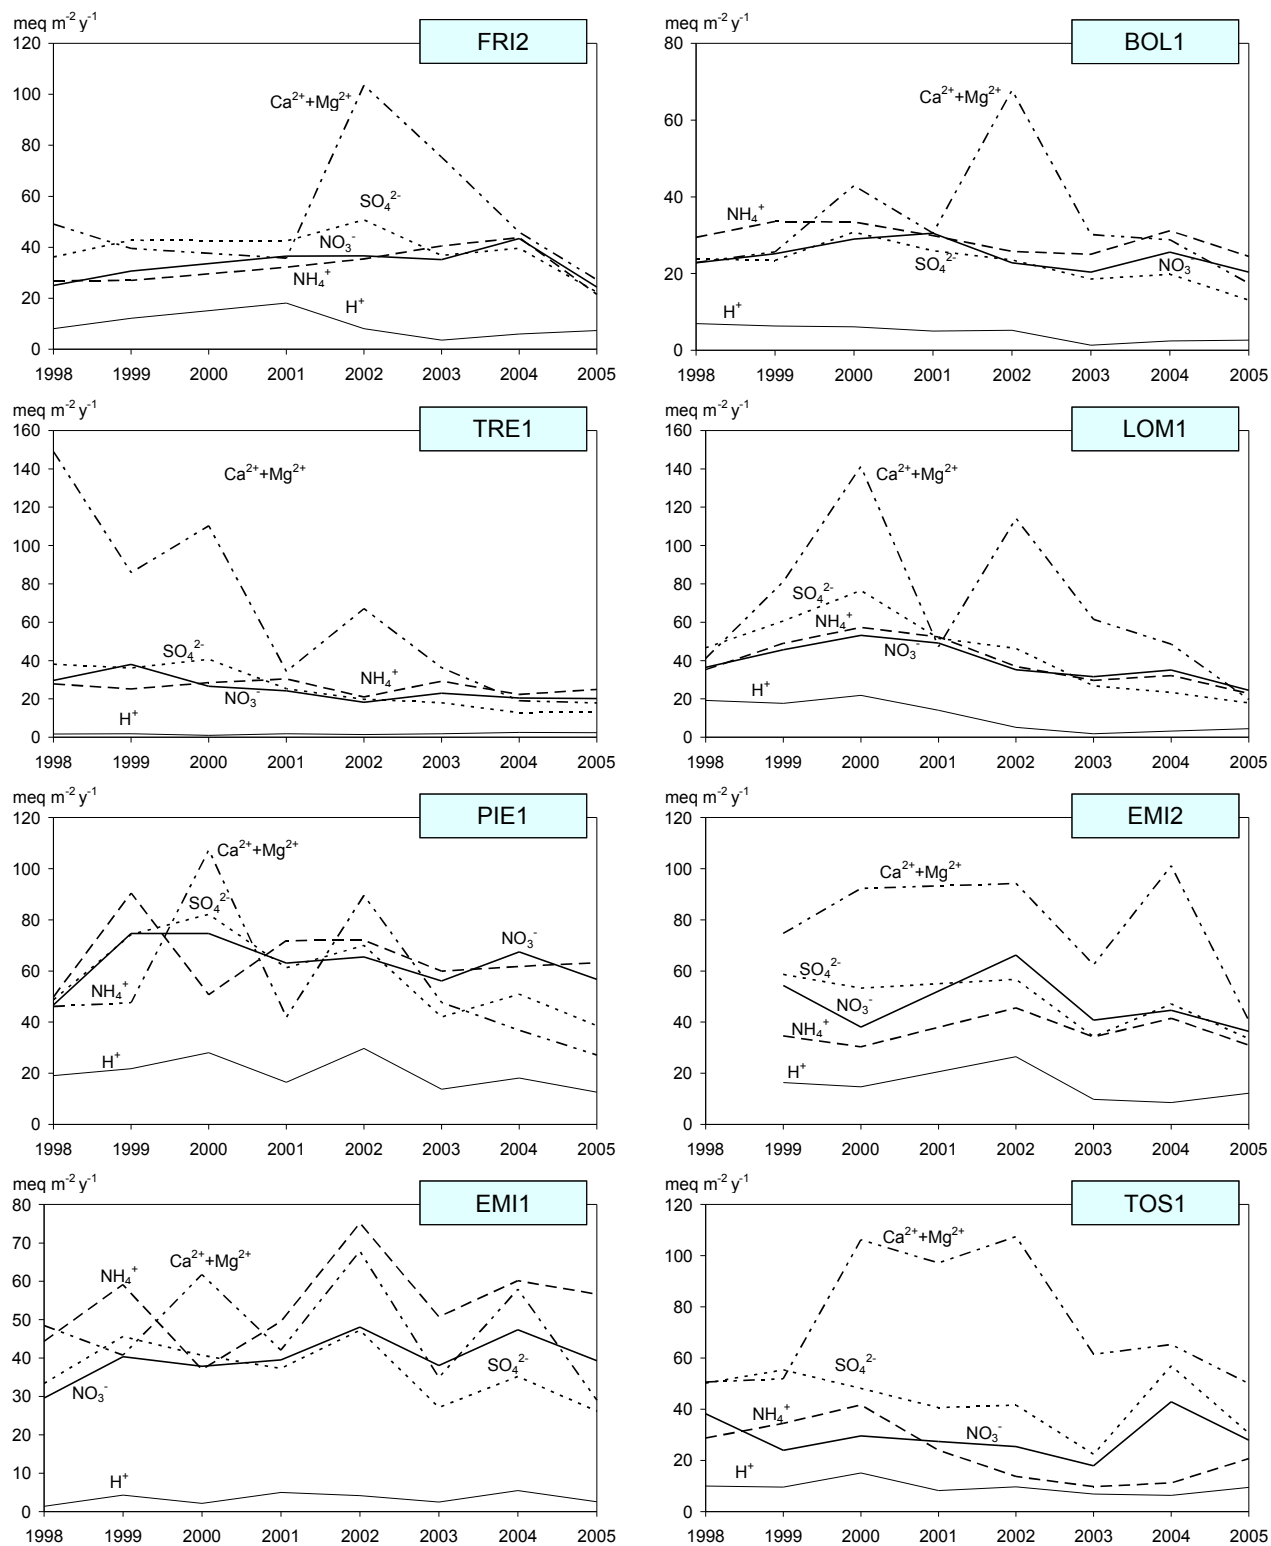 meq m⁻² y⁻¹
FRI2
120
100
80
60
40
20
0
Ca²⁺+Mg²⁺
SO₄²⁻
NO₃⁻
NH₄⁺
H⁺
1998 1999 2000 2001 2002 2003 2004 2005
meq m⁻² y⁻¹
BOL1
80
60
40
20
0
Ca²⁺+Mg²⁺
NH₄⁺
SO₄²⁻
NO₃
H⁺
1998 1999 2000 2001 2002 2003 2004 2005
meq m⁻² y⁻¹
TRE1
160
140
120
100
80
60
40
20
0
Ca²⁺+Mg²⁺
SO₄²⁻
NH₄⁺
NO₃⁻
H⁺
1998 1999 2000 2001 2002 2003 2004 2005
meq m⁻² y⁻¹
LOM1
160
140
120
100
80
60
40
20
0
Ca²⁺+Mg²⁺
SO₄²⁻
NH₄⁺
NO₃⁻
H⁺
1998 1999 2000 2001 2002 2003 2004 2005
meq m⁻² y⁻¹
PIE1
120
100
80
60
40
20
0
Ca²⁺+Mg²⁺
SO₄²⁻
NO₃⁻
NH₄⁺
H⁺
1998 1999 2000 2001 2002 2003 2004 2005
meq m⁻² y⁻¹
EMI2
120
100
80
60
40
20
0
Ca²⁺+Mg²⁺
SO₄²⁻
NO₃⁻
NH₄⁺
H⁺
1998 1999 2000 2001 2002 2003 2004 2005
meq m⁻² y⁻¹
EMI1
80
70
60
50
40
30
20
10
0
Ca²⁺+Mg²⁺
NH₄⁺
SO₄²⁻
NO₃⁻
H⁺
1998 1999 2000 2001 2002 2003 2004 2005
meq m⁻² y⁻¹
TOS1
120
100
80
60
40
20
0
Ca²⁺+Mg²⁺
SO₄²⁻
NH₄⁺
NO₃⁻
H⁺
1998 1999 2000 2001 2002 2003 2004 2005